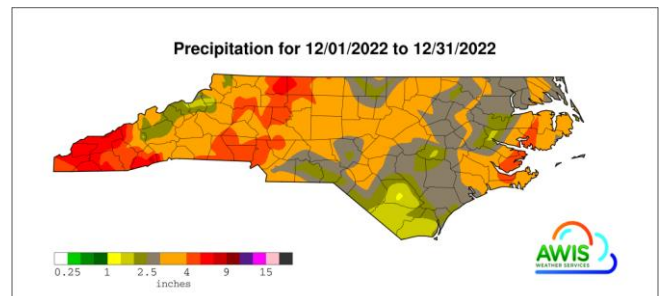 Precipitation for 12/01/2022 to 12/31/2022
0.25 1 2.5 4 9 15
inches
AWIS
WEATHER SERVICES